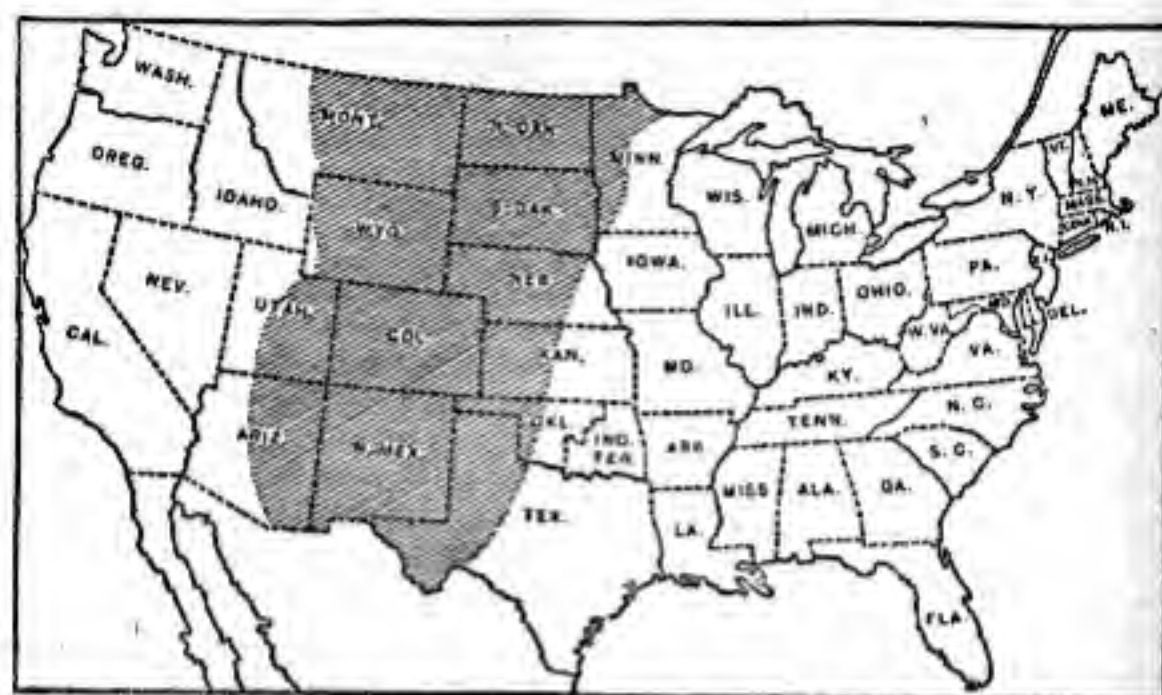 WASH.
MONT.
N. DAK.
MINN.
ME.
OREG.
IDAHO.
WYO.
S. DAK.
WIS.
MICH.
N.Y.
VT.
MASS.
NEV.
UTAH.
NEB.
IOWA.
PA.
CAL.
COL.
KAN.
ILL.
IND.
OHIO.
W.VA.
DEL.
MO.
KY.
VA.
ARIZ.
N. MEX.
OKL.
IND.
TER.
ARK.
TENN.
N. C.
S. C.
TEX.
LA.
MISS
ALA.
GA.
FLA.